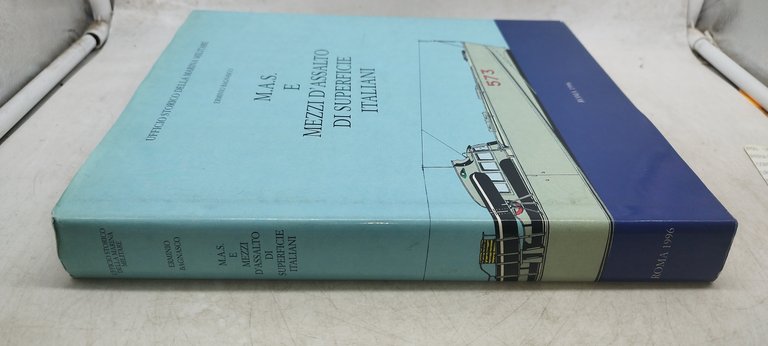 UFFICIO STORICO DELLA MARINA MILITARE
ERMINIO BAGNASCO
M.A.S.
E
MEZZI D'ASSALTO
DI SUPERFICIE
ITALIANI
573
ROMA 1996
UFFICIO STORICO
DELLA MARINA
MILITARE
ERMINIO
BAGNASCO
M.A.S.
E
MEZZI
D'ASSALTO
DI
SUPERFICIE
ITALIANI
ROMA 1996